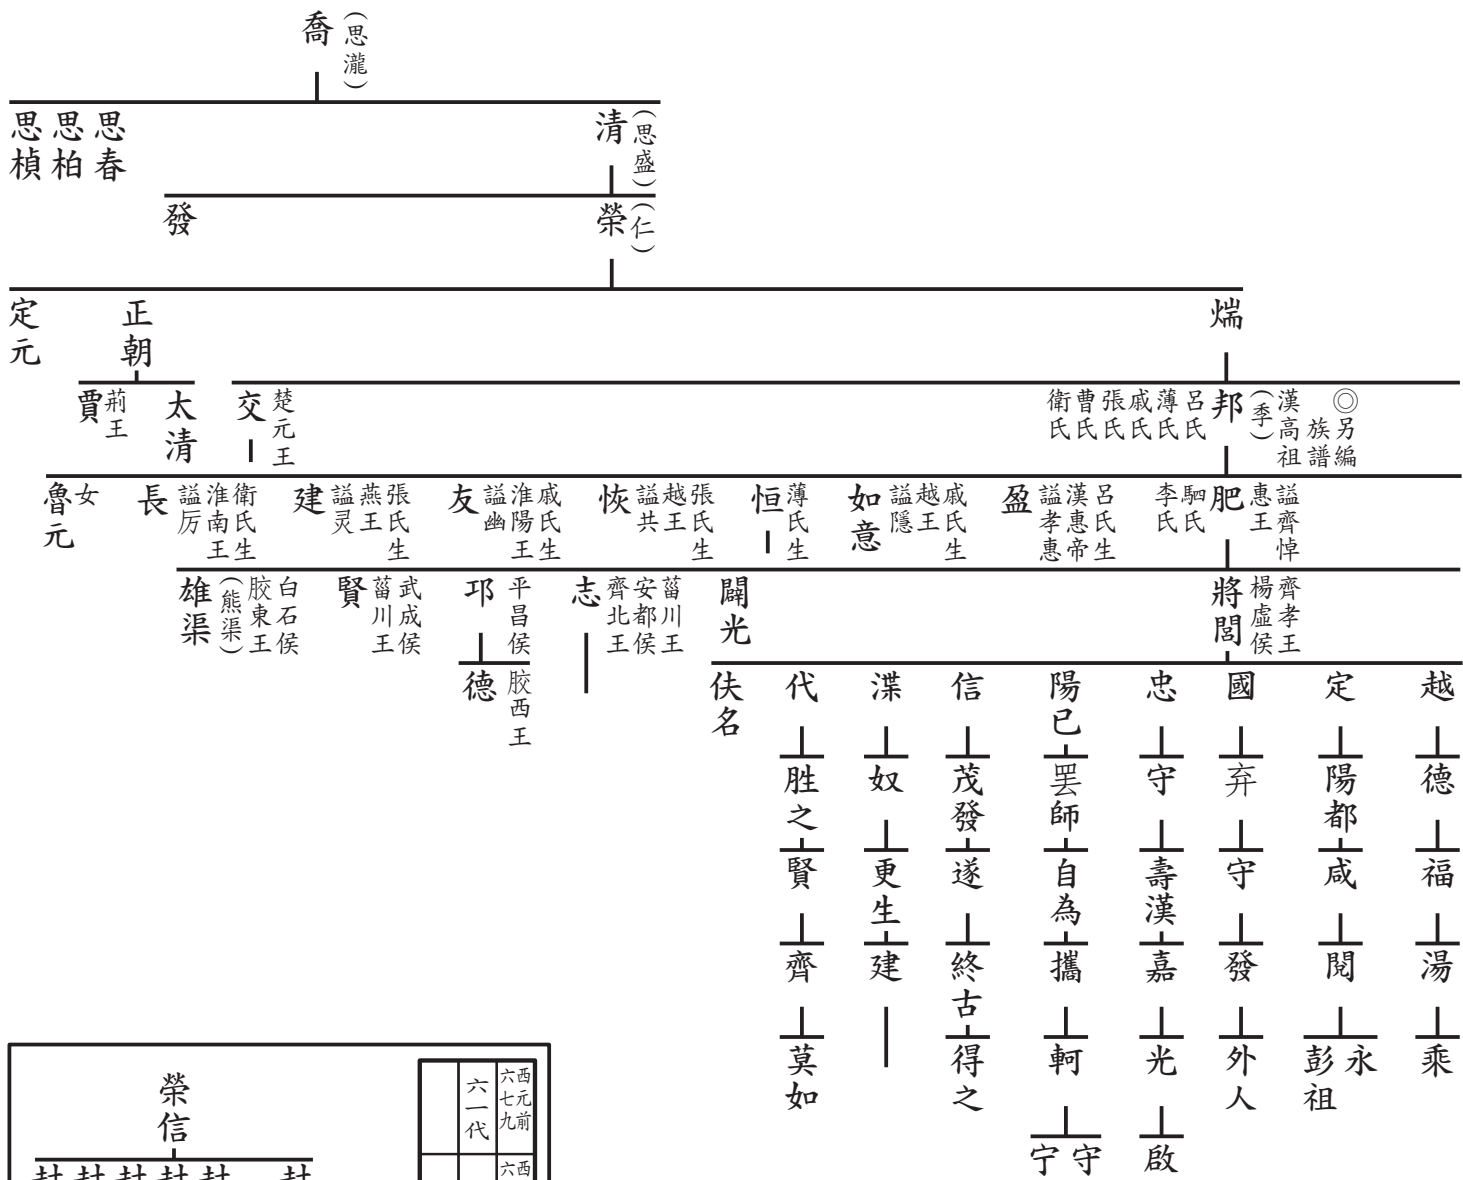 喬
(思瀧)
清
(思盛)
思春
思柏
思楨
榮
(仁)
發
煓
正朝
定元
◎另編
族譜
漢高祖
(季)
邦
呂氏
薄氏
戚氏
張氏
曹氏
衛氏
楚元王
交
太清
荊王
賈
謚齊悼
惠王
肥
駟氏
李氏
呂氏生
漢惠帝
謚孝惠
盈
戚氏生
越王
謚隱
如意
薄氏生
恒
張氏生
越王
謚共
恢
戚氏生
淮陽王
謚幽
友
張氏生
燕王
謚灵
建
衛氏生
淮南王
謚厉
長
女
魯元
齊孝王
楊虛侯
將閭
闢光
菑川王
安都侯
齊北王
志
平昌侯
邛
武成侯
菑川王
賢
白石侯
胶東王
(熊渠)
雄渠
越
定
國
忠
陽已
信
渫
代
佚名
胶西王
德
德
陽都
弃
守
罢師
茂發
奴
胜之
福
咸
守
壽漢
自為
遂
更生
賢
湯
閲
發
嘉
攜
終古
建
齊
乘
永
彭祖
外人
光
軻
得之
莫如
啟
守
宁
西元前
六七九
六一代
西
六
榮信
封
封
封
封
封
封